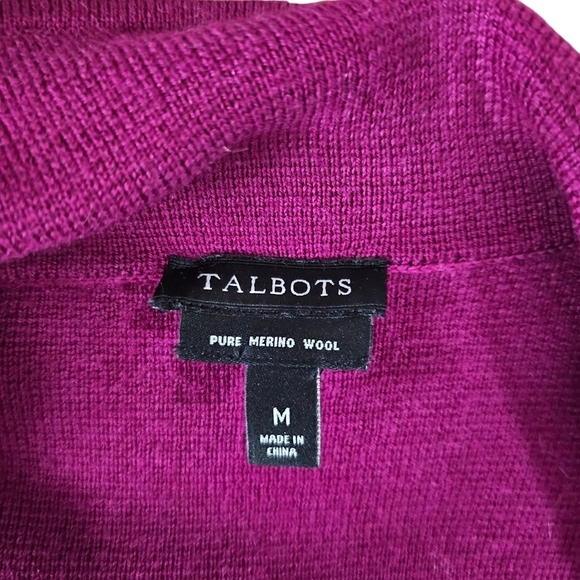 TALBOTS
PURE MERINO WOOL
M
MADE IN
CHINA